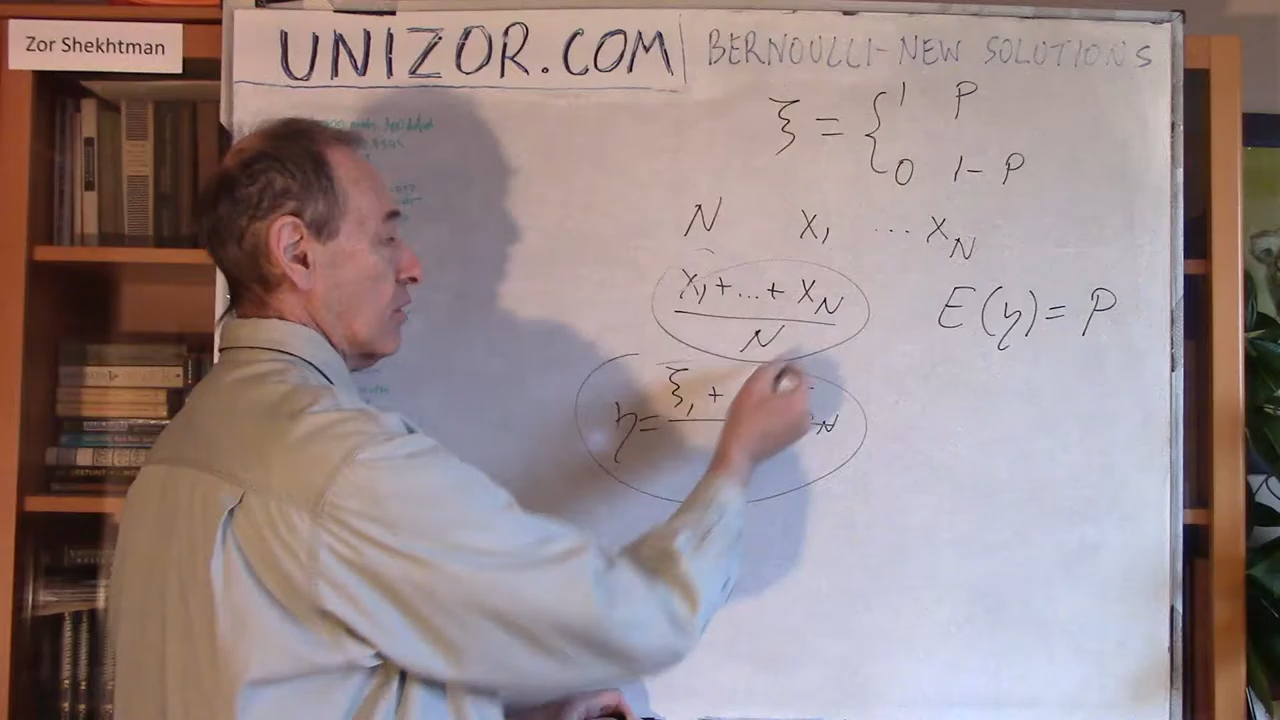 Zor Shekhtman
UNIZOR.COM
BERNOULLI-NEW SOLUTIONS
ξ = { 1 P
0 1-P
N X₁ ... X_N
X₁+...+X_N
N
E(η) = P
η = ξ₁ +
N